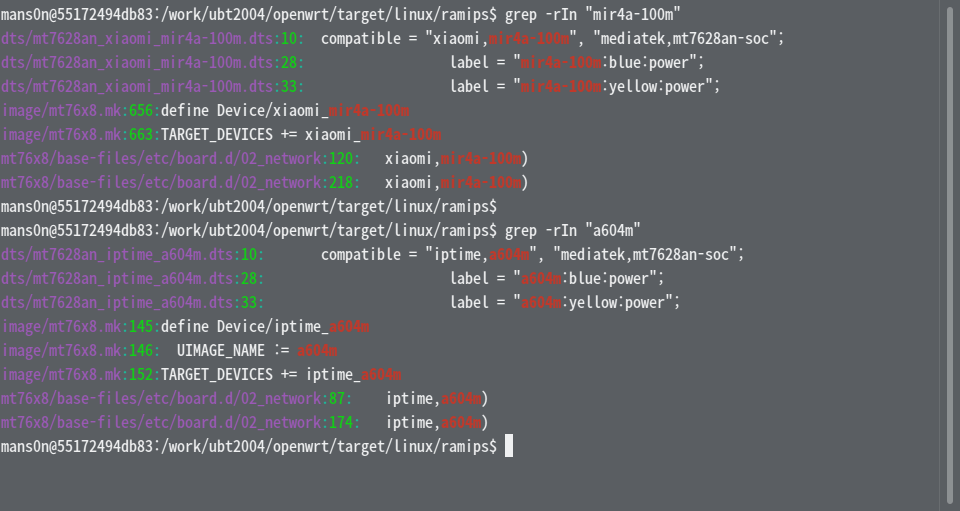 mans0n@55172494db83:/work/ubt2004/openwrt/target/linux/ramips$ grep -rIn "mir4a-100m"
dts/mt7628an_xiaomi_mir4a-100m.dts:10:  compatible = "xiaomi,mir4a-100m", "mediatek,mt7628an-soc";
dts/mt7628an_xiaomi_mir4a-100m.dts:28:                  label = "mir4a-100m:blue:power";
dts/mt7628an_xiaomi_mir4a-100m.dts:33:                  label = "mir4a-100m:yellow:power";
image/mt76x8.mk:656:define Device/xiaomi_mir4a-100m
image/mt76x8.mk:663:TARGET_DEVICES += xiaomi_mir4a-100m
mt76x8/base-files/etc/board.d/02_network:120:   xiaomi,mir4a-100m)
mt76x8/base-files/etc/board.d/02_network:218:   xiaomi,mir4a-100m)
mans0n@55172494db83:/work/ubt2004/openwrt/target/linux/ramips$
mans0n@55172494db83:/work/ubt2004/openwrt/target/linux/ramips$ grep -rIn "a604m"
dts/mt7628an_iptime_a604m.dts:10:       compatible = "iptime,a604m", "mediatek,mt7628an-soc";
dts/mt7628an_iptime_a604m.dts:28:                       label = "a604m:blue:power";
dts/mt7628an_iptime_a604m.dts:33:                       label = "a604m:yellow:power";
image/mt76x8.mk:145:define Device/iptime_a604m
image/mt76x8.mk:146:  UIMAGE_NAME := a604m
image/mt76x8.mk:152:TARGET_DEVICES += iptime_a604m
mt76x8/base-files/etc/board.d/02_network:87:    iptime,a604m)
mt76x8/base-files/etc/board.d/02_network:174:   iptime,a604m)
mans0n@55172494db83:/work/ubt2004/openwrt/target/linux/ramips$